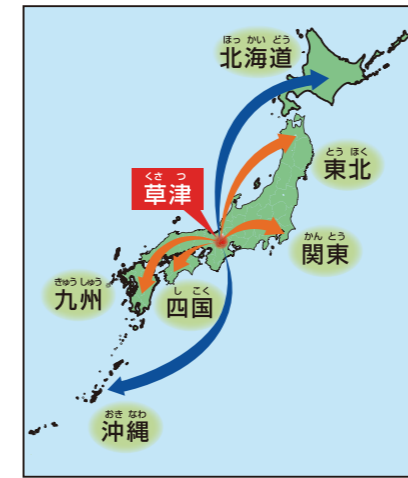 ほっ かい どう
北海道
とう ほく
東北
くさ つ
草津
かん とう
関東
きゅう しゅう
九州
し こく
四国
おき なわ
沖縄